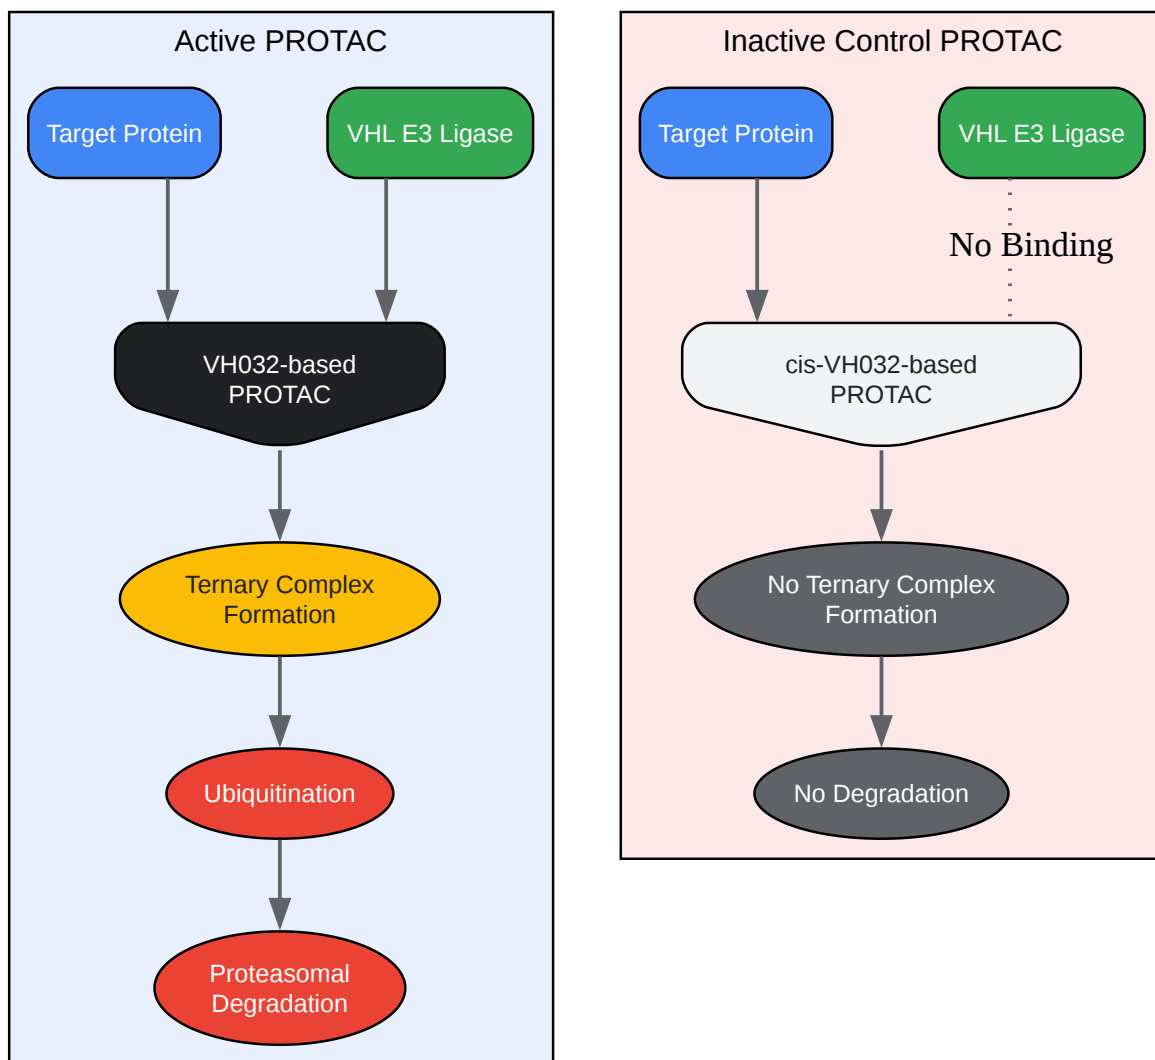 Active PROTAC
Target Protein
VHL E3 Ligase
VH032-based
PROTAC
Ternary Complex
Formation
Ubiquitination
Proteasomal
Degradation
Inactive Control PROTAC
Target Protein
VHL E3 Ligase
No Binding
cis-VH032-based
PROTAC
No Ternary Complex
Formation
No Degradation